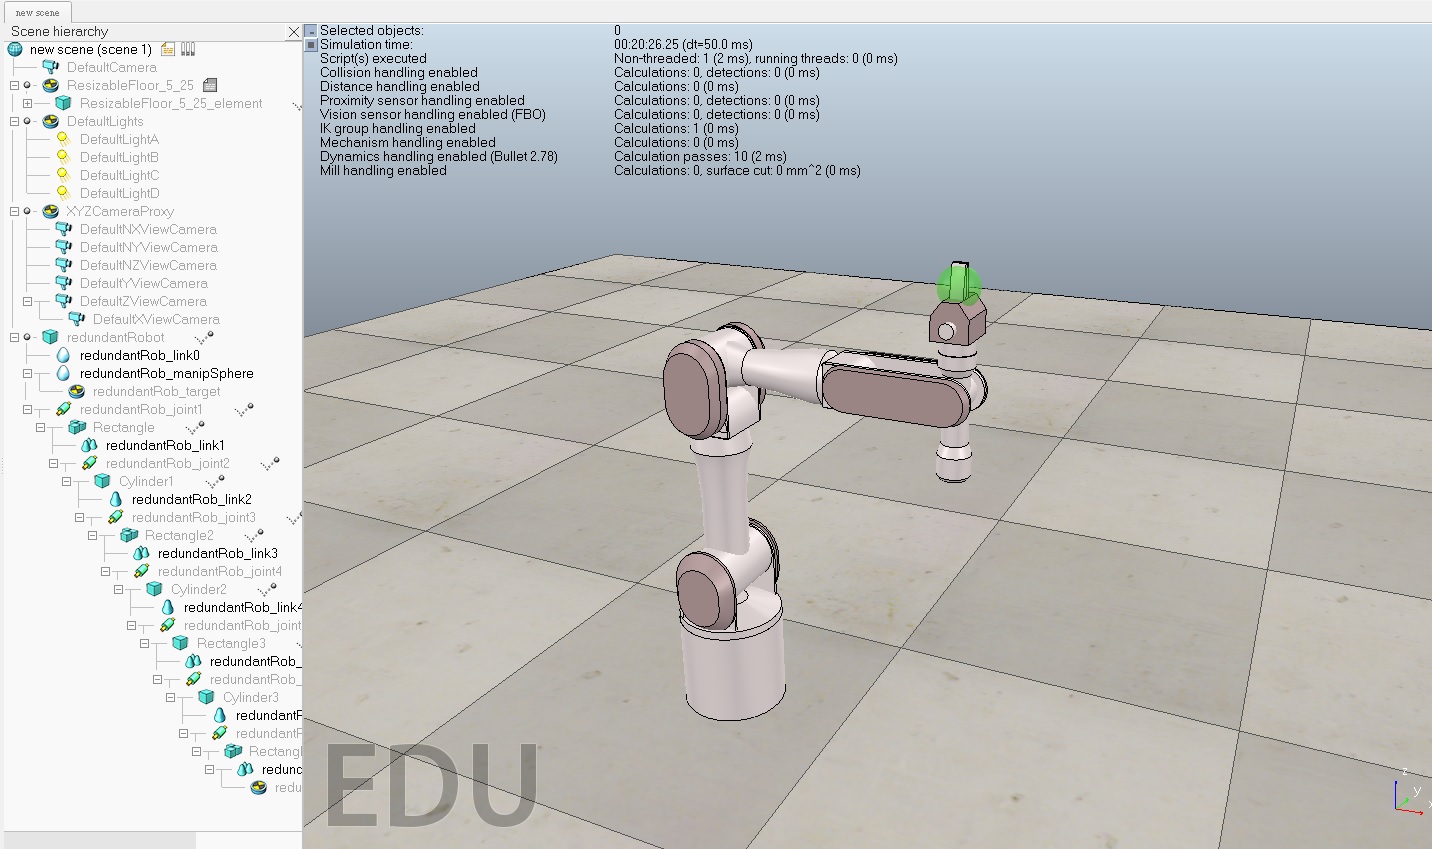 new scene
Scene hierarchy
new scene (scene 1)
DefaultCamera
ResizableFloor_5_25
ResizableFloor_5_25_element
DefaultLights
DefaultLightA
DefaultLightB
DefaultLightC
DefaultLightD
XYZCameraProxy
DefaultNXViewCamera
DefaultNYViewCamera
DefaultNZViewCamera
DefaultYViewCamera
DefaultZViewCamera
DefaultXViewCamera
redundantRobot
redundantRob_link0
redundantRob_manipSphere
redundantRob_target
redundantRob_joint1
Rectangle
redundantRob_link1
redundantRob_joint2
Cylinder1
redundantRob_link2
redundantRob_joint3
Rectangle2
redundantRob_link3
redundantRob_joint4
Cylinder2
redundantRob_link4
redundantRob_joint
Rectangle3
redundantRob_
redundantRob_
Cylinder3
redundantR
redundantR
Rectangl
redund
redu
Selected objects: 0
Simulation time: 00:20:26.25 (dt=50.0 ms)
Script(s) executed Non-threaded: 1 (2 ms), running threads: 0 (0 ms)
Collision handling enabled Calculations: 0, detections: 0 (0 ms)
Distance handling enabled Calculations: 0 (0 ms)
Proximity sensor handling enabled Calculations: 0, detections: 0 (0 ms)
Vision sensor handling enabled (FBO) Calculations: 0, detections: 0 (0 ms)
IK group handling enabled Calculations: 1 (0 ms)
Mechanism handling enabled Calculations: 0 (0 ms)
Dynamics handling enabled (Bullet 2.78) Calculation passes: 10 (2 ms)
Mill handling enabled Calculations: 0, surface cut: 0 mm^2 (0 ms)
EDU
z
y
x